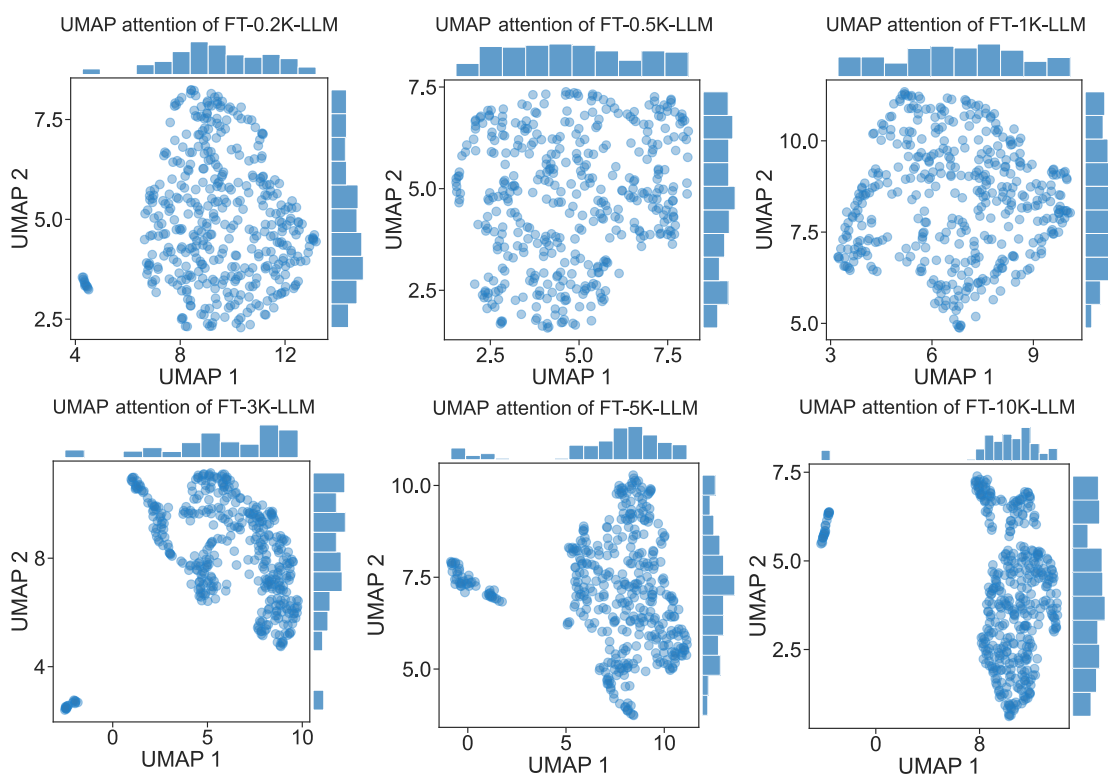 UMAP attention of FT-0.2K-LLM
UMAP attention of FT-0.5K-LLM
UMAP attention of FT-1K-LLM
7.5
5.0
2.5
UMAP 2
4
8
12
UMAP 1
7.5
5.0
2.5
UMAP 2
2.5
5.0
7.5
UMAP 1
10.0
7.5
5.0
UMAP 2
3
6
9
UMAP 1
UMAP attention of FT-3K-LLM
UMAP attention of FT-5K-LLM
UMAP attention of FT-10K-LLM
8
4
UMAP 2
0
5
10
UMAP 1
10.0
7.5
5.0
UMAP 2
0
5
10
UMAP 1
7.5
5.0
2.5
UMAP 2
0
8
UMAP 1